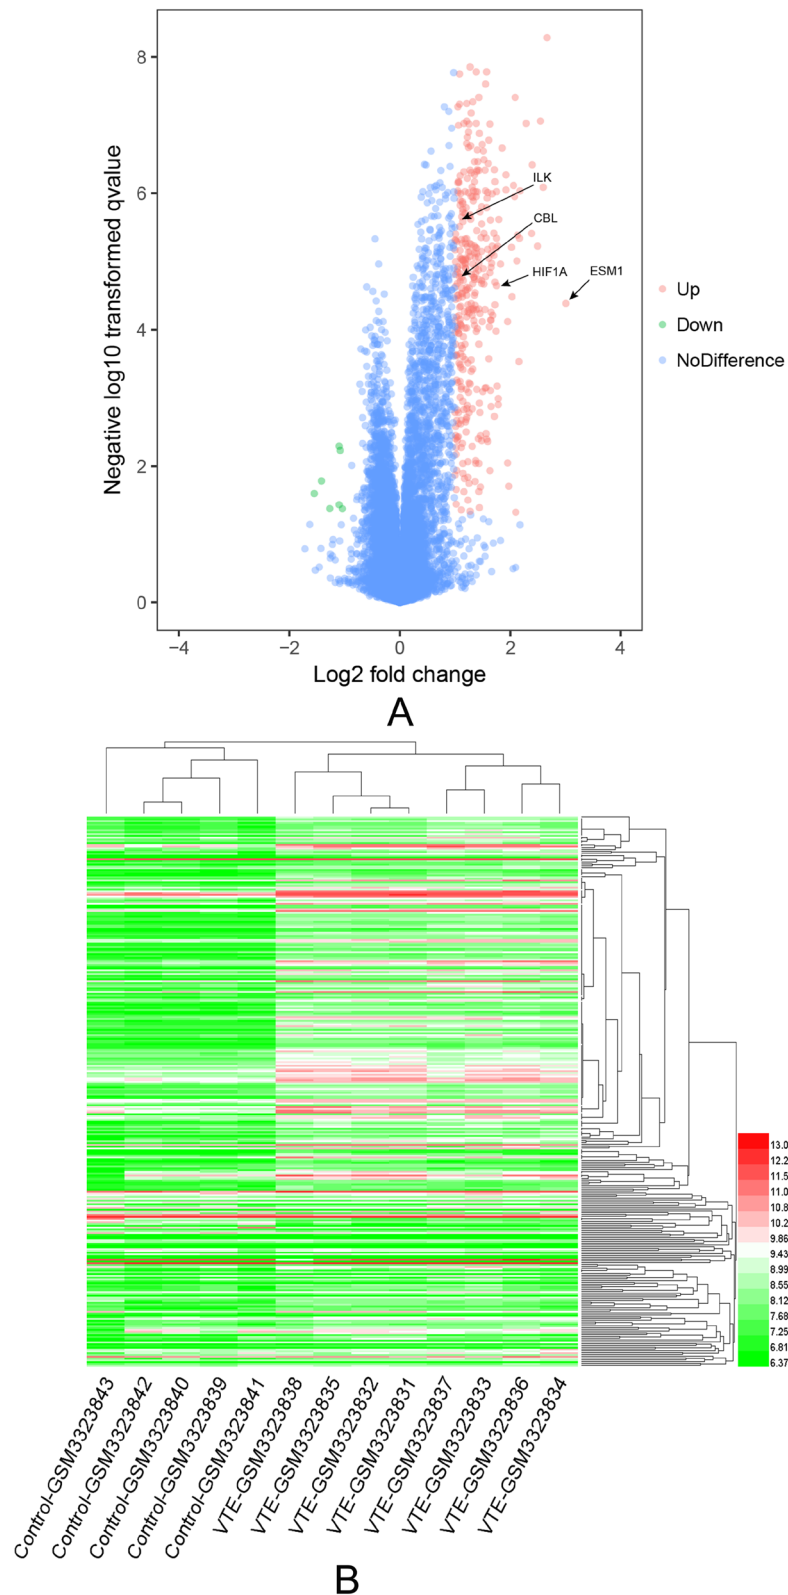 8
6
4
2
0
Negative log10 transformed qvalue
ILK
CBL
HIF1A
ESM1
Up
Down
NoDifference
−4
−2
0
2
4
Log2 fold change
A
13.0
12.2
11.5
11.0
10.8
10.2
9.86
9.43
8.99
8.55
8.12
7.68
7.25
6.81
6.37
Control-GSM3323843
Control-GSM3323842
Control-GSM3323840
Control-GSM3323839
Control-GSM3323841
VTE-GSM3323838
VTE-GSM3323835
VTE-GSM3323832
VTE-GSM3323831
VTE-GSM3323837
VTE-GSM3323833
VTE-GSM3323836
VTE-GSM3323834
B